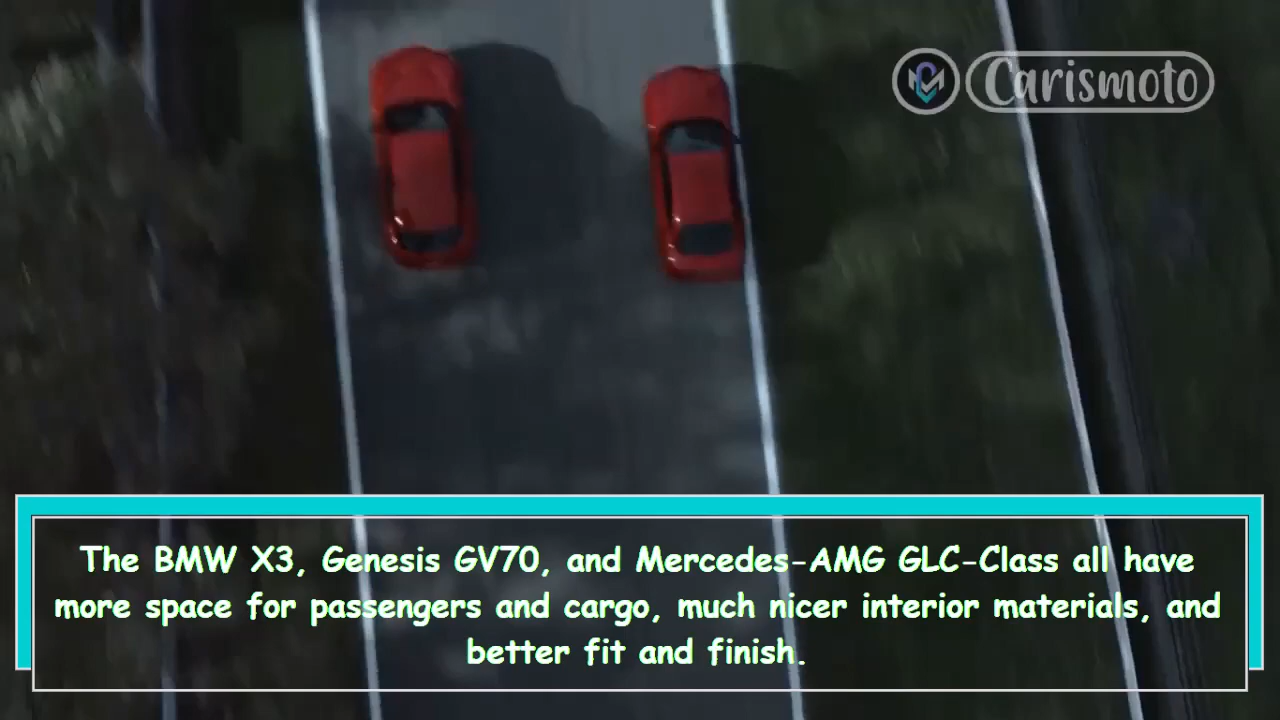 Carismoto
The BMW X3, Genesis GV70, and Mercedes-AMG GLC-Class all have
more space for passengers and cargo, much nicer interior materials, and
better fit and finish.